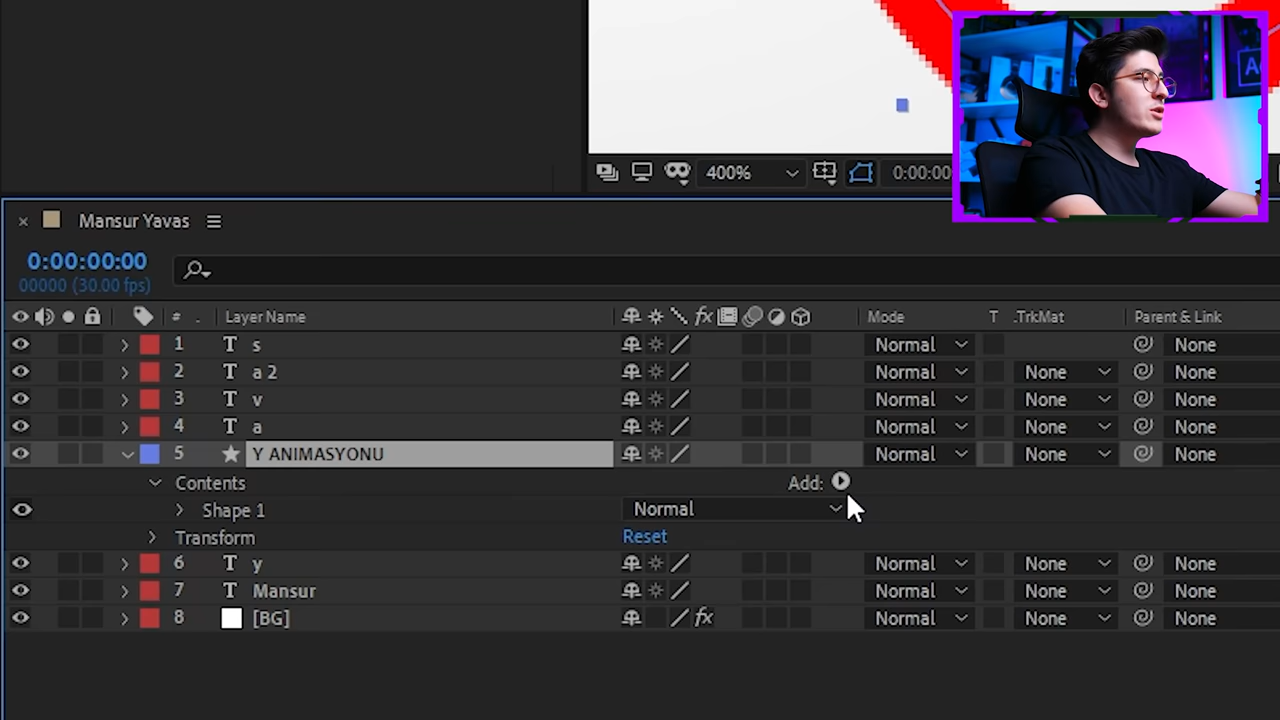 400%
0:00:00
× Mansur Yavas
0:00:00:00
00000 (30.00 fps)
# . Layer Name fx Mode T .TrkMat Parent & Link
1 T s Normal None
2 T a 2 Normal None None
3 T v Normal None None
4 T a Normal None None
5 Y ANIMASYONU Normal None None
Contents Add:
Shape 1 Normal
Transform Reset
6 T y Normal None None
7 T Mansur Normal None None
8 [BG] fx Normal None None